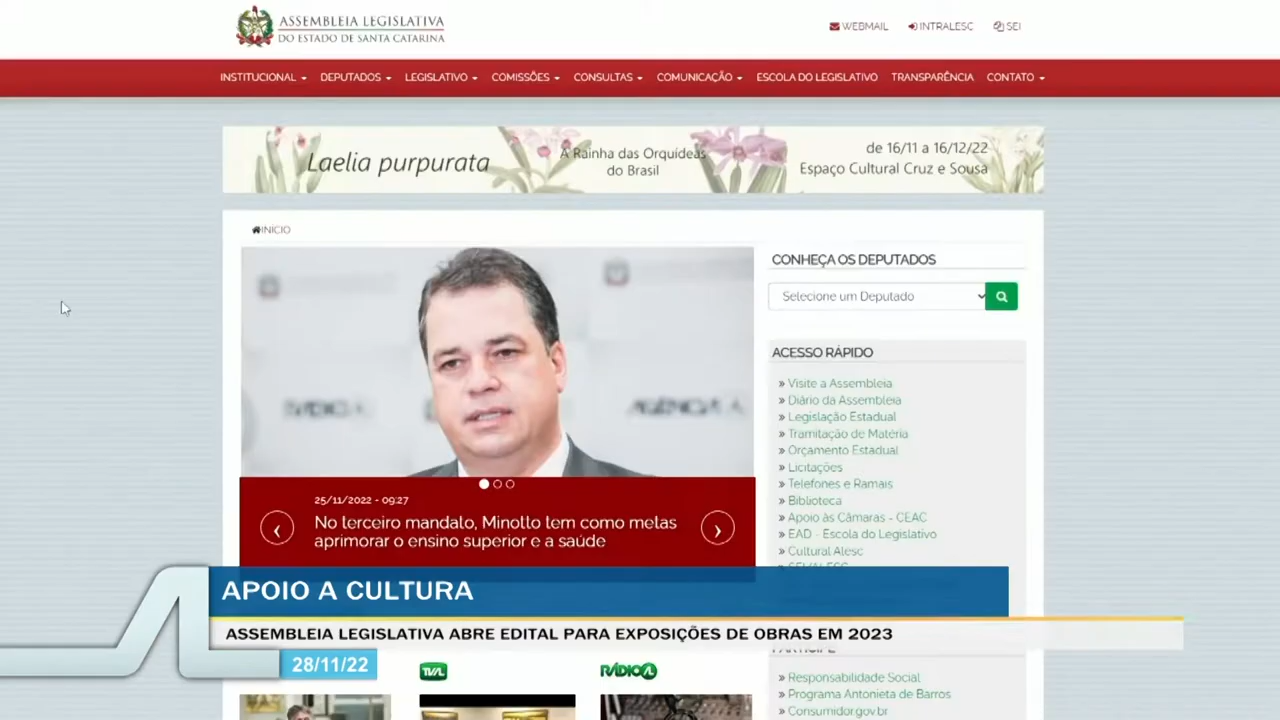 ASSEMBLEIA LEGISLATIVA
DO ESTADO DE SANTA CATARINA
WEBMAIL
INTRALESC
SEI
INSTITUCIONAL
DEPUTADOS
LEGISLATIVO
COMISSÕES
CONSULTAS
COMUNICAÇÃO
ESCOLA DO LEGISLATIVO
TRANSPARÊNCIA
CONTATO
Laelia purpurata
A Rainha das Orquídeas
do Brasil
de 16/11 a 16/12/22
Espaço Cultural Cruz e Sousa
INÍCIO
CONHEÇA OS DEPUTADOS
Selecione um Deputado
ACESSO RÁPIDO
» Visite a Assembleia
» Diário da Assembleia
» Legislação Estadual
» Tramitação de Matéria
» Orçamento Estadual
» Licitações
» Telefones e Ramais
» Biblioteca
» Apoio às Câmaras - CEAC
» EAD - Escola do Legislativo
» Cultural Alesc
25/11/2022 - 09:27
No terceiro mandato, Minotto tem como metas
aprimorar o ensino superior e a saúde
APOIO A CULTURA
ASSEMBLEIA LEGISLATIVA ABRE EDITAL PARA EXPOSIÇÕES DE OBRAS EM 2023
28/11/22
TVAL
RÁDIOAL
» Responsabilidade Social
» Programa Antonieta de Barros
» Consumidor.gov.br